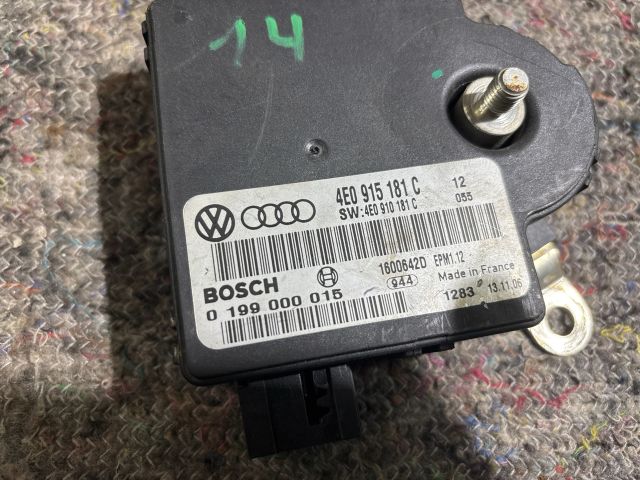 14
4E0 915 181 C 12
SW:4E0 910 181 C 055
BOSCH 1600642D EPM1.12
0 199 000 015 944 Made in France
1283 13.11.06